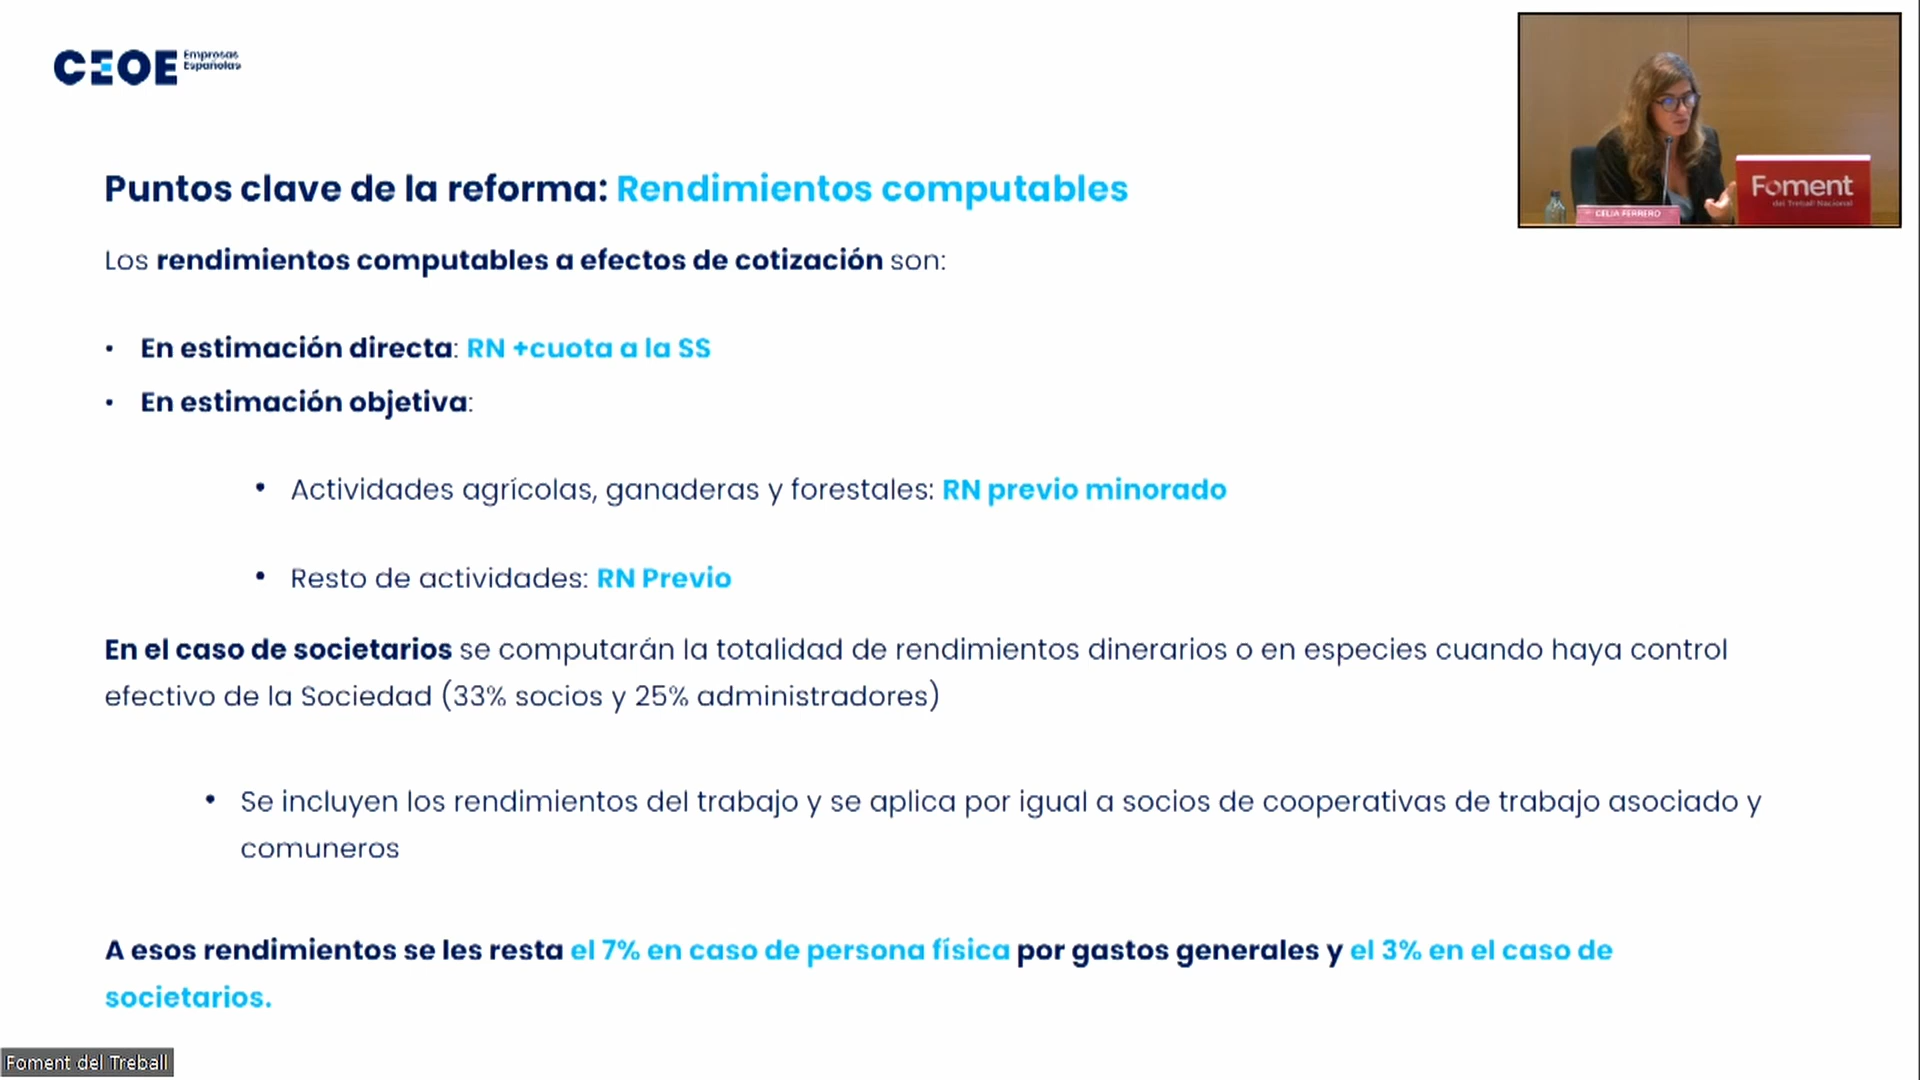 CEOE Empresas
Españolas
Foment
del Treball Nacional
CELIA FERRERO
Puntos clave de la reforma: Rendimientos computables
Los rendimientos computables a efectos de cotización son:
• En estimación directa: RN +cuota a la SS
• En estimación objetiva:
• Actividades agrícolas, ganaderas y forestales: RN previo minorado
• Resto de actividades: RN Previo
En el caso de societarios se computarán la totalidad de rendimientos dinerarios o en especies cuando haya control
efectivo de la Sociedad (33% socios y 25% administradores)
• Se incluyen los rendimientos del trabajo y se aplica por igual a socios de cooperativas de trabajo asociado y
comuneros
A esos rendimientos se les resta el 7% en caso de persona física por gastos generales y el 3% en el caso de
societarios.
Foment del Treball